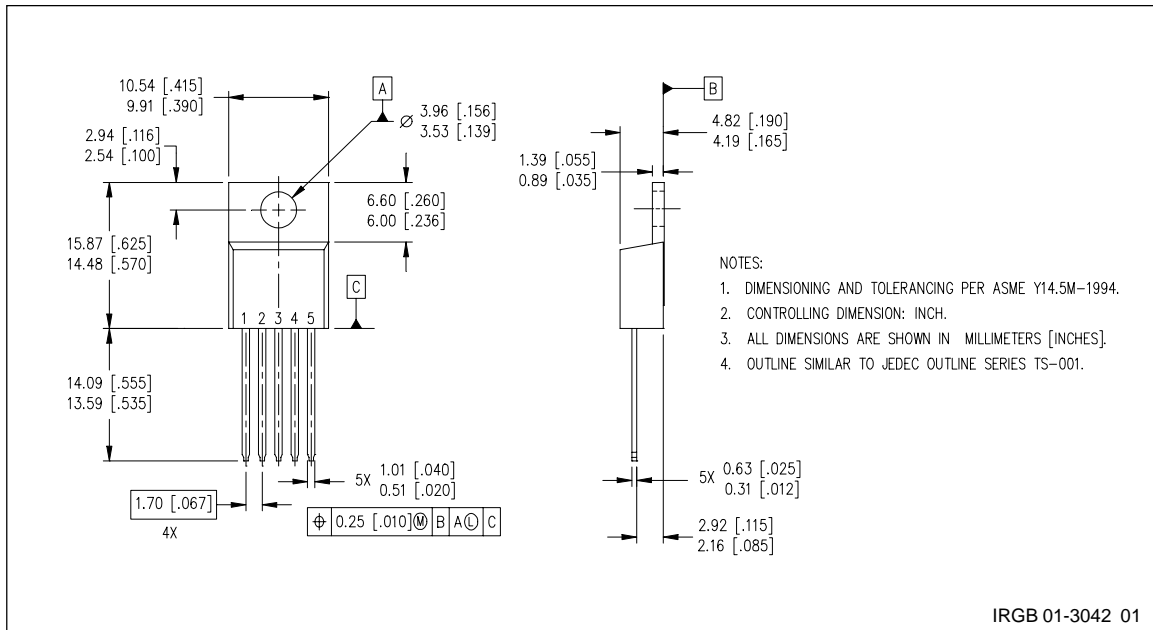 10.54 [.415]
9.91 [.390]
A
⌀ 3.96 [.156]
3.53 [.139]
2.94 [.116]
2.54 [.100]
6.60 [.260]
6.00 [.236]
15.87 [.625]
14.48 [.570]
C
1 2 3 4 5
14.09 [.555]
13.59 [.535]
5X 1.01 [.040]
0.51 [.020]
1.70 [.067]
4X
⌖ 0.25 [.010]Ⓜ B AⓁ C
B
4.82 [.190]
4.19 [.165]
1.39 [.055]
0.89 [.035]
5X 0.63 [.025]
0.31 [.012]
2.92 [.115]
2.16 [.085]
NOTES:
1. DIMENSIONING AND TOLERANCING PER ASME Y14.5M-1994.
2. CONTROLLING DIMENSION: INCH.
3. ALL DIMENSIONS ARE SHOWN IN MILLIMETERS [INCHES].
4. OUTLINE SIMILAR TO JEDEC OUTLINE SERIES TS-001.
IRGB 01-3042 01